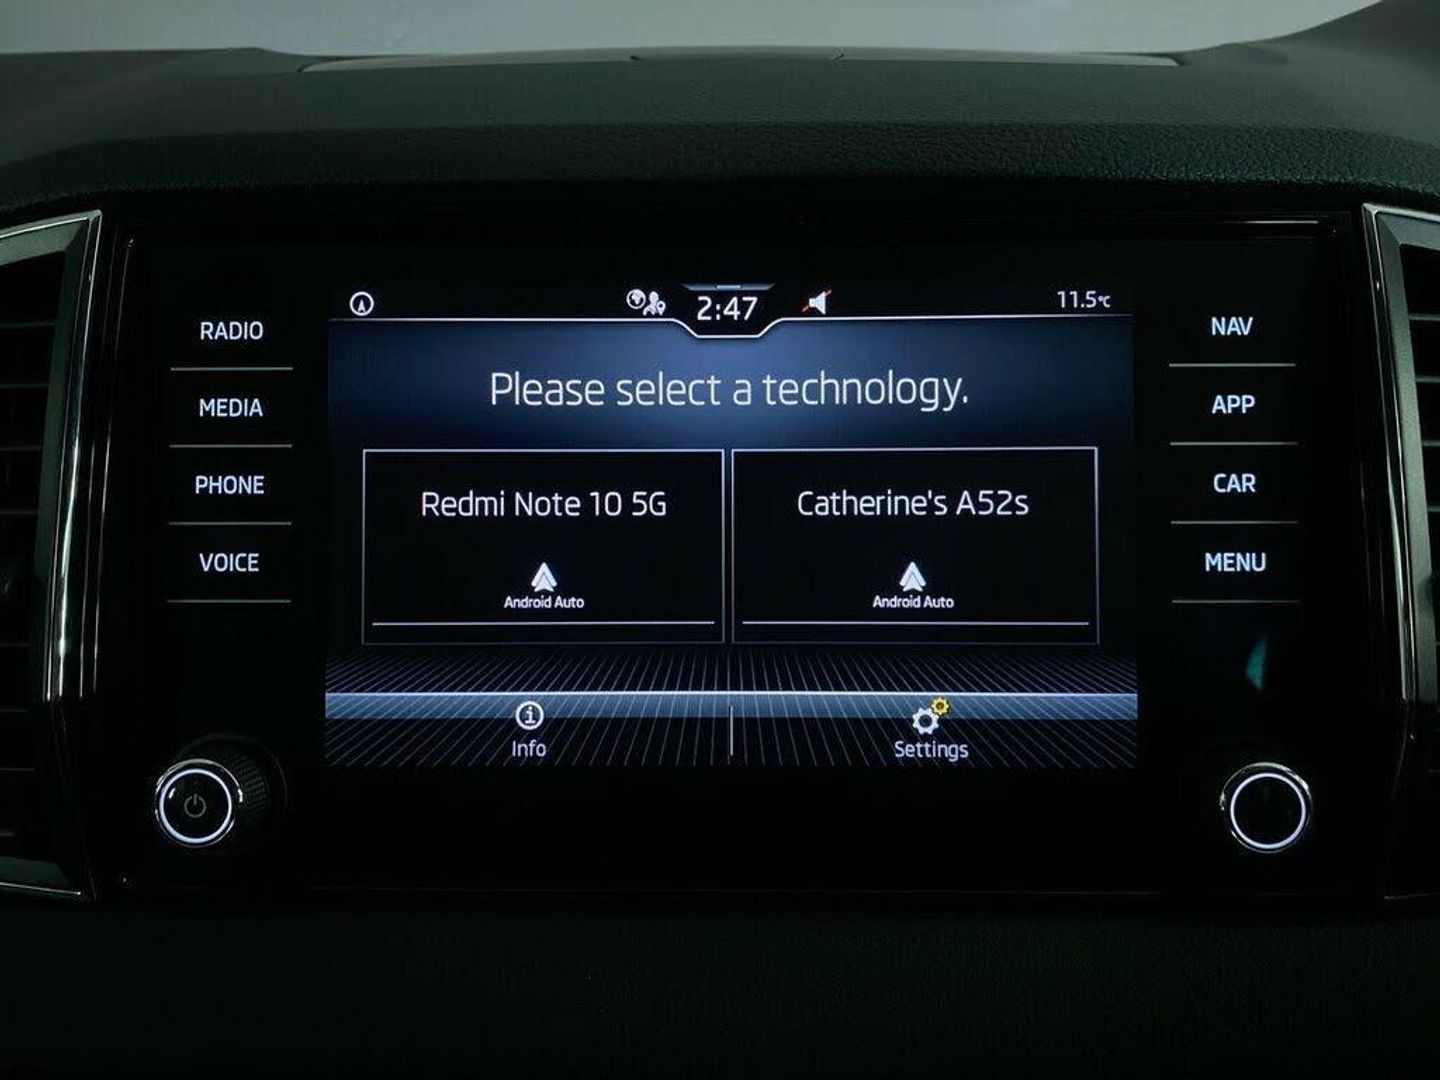 2:47
11.5°C
RADIO
MEDIA
PHONE
VOICE
Please select a technology.
Redmi Note 10 5G
Android Auto
Catherine's A52s
Android Auto
Info
Settings
NAV
APP
CAR
MENU